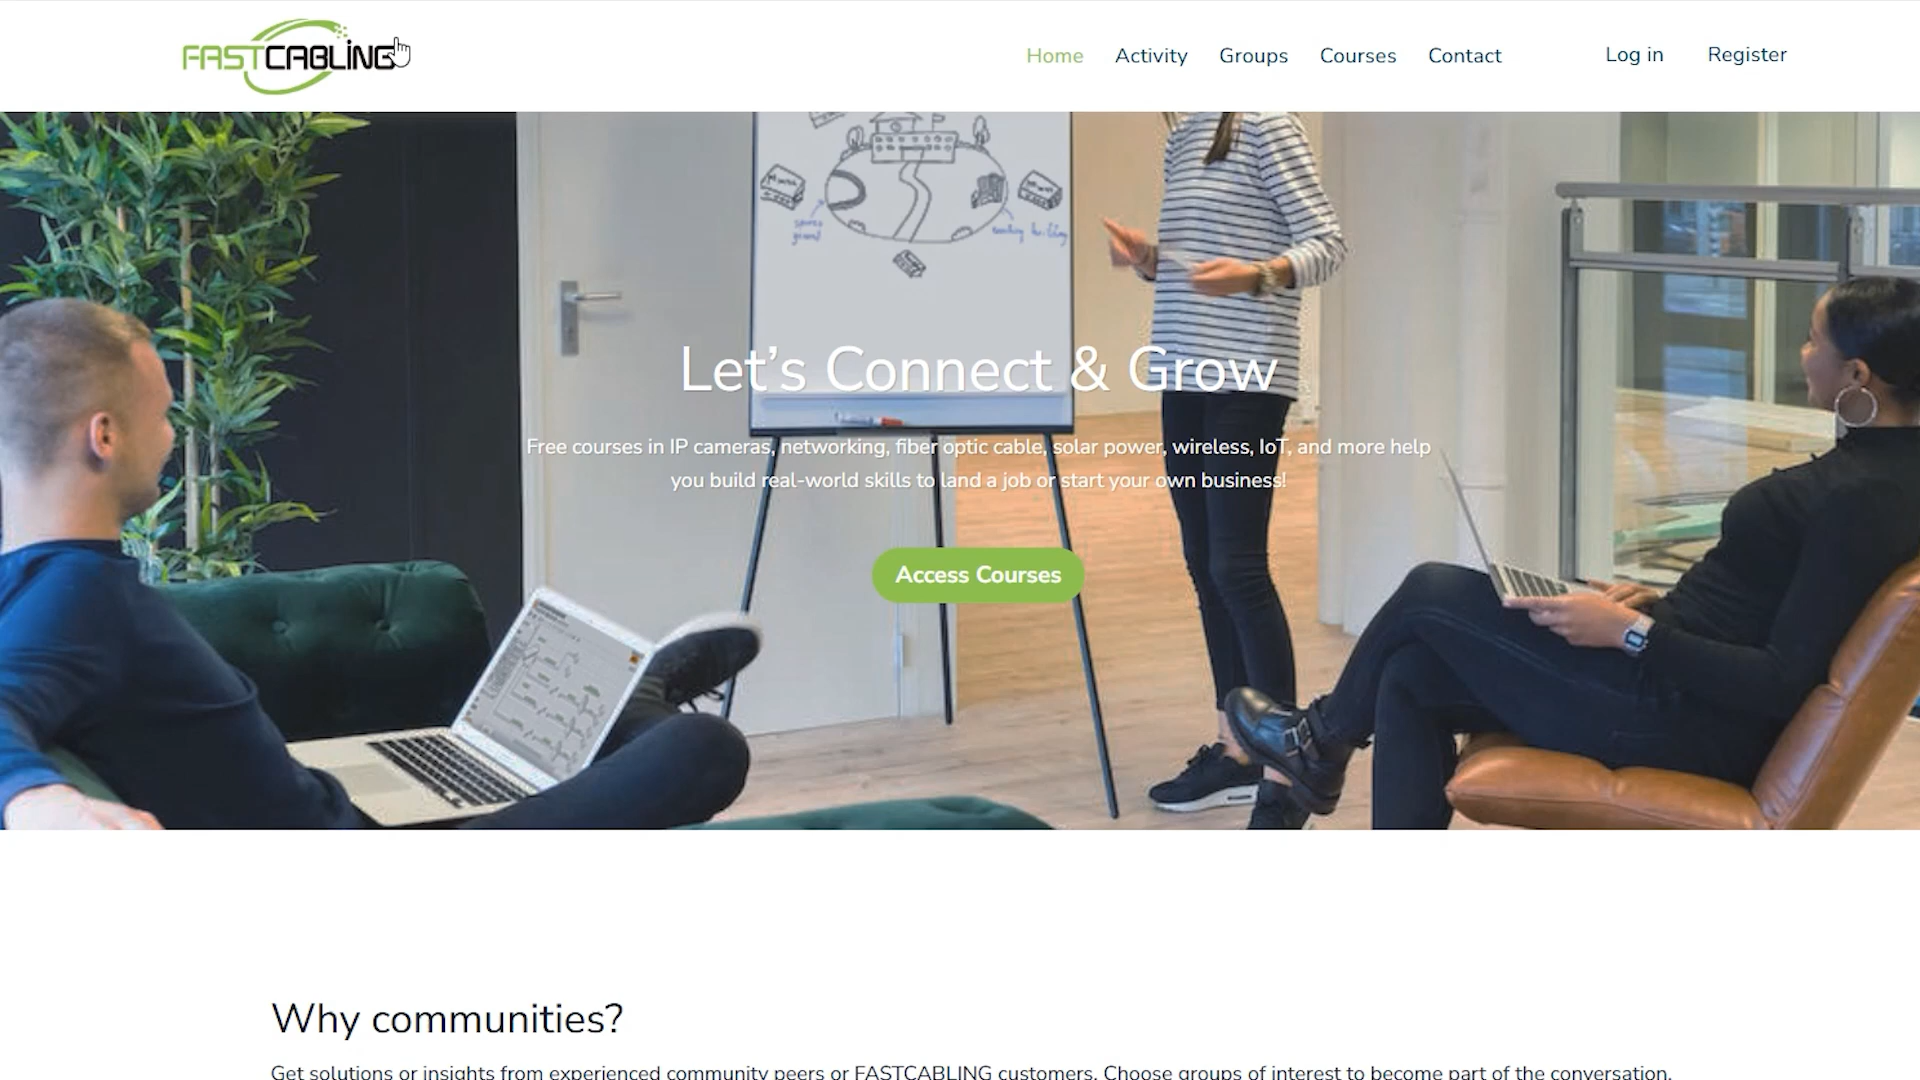 FASTCABLING
Home Activity Groups Courses Contact Log in Register
Let's Connect & Grow
Free courses in IP cameras, networking, fiber optic cable, solar power, wireless, IoT, and more help
you build real-world skills to land a job or start your own business!
Access Courses
Why communities?
Get solutions or insights from experienced community peers or FASTCABLING customers. Choose groups of interest to become part of the conversation.